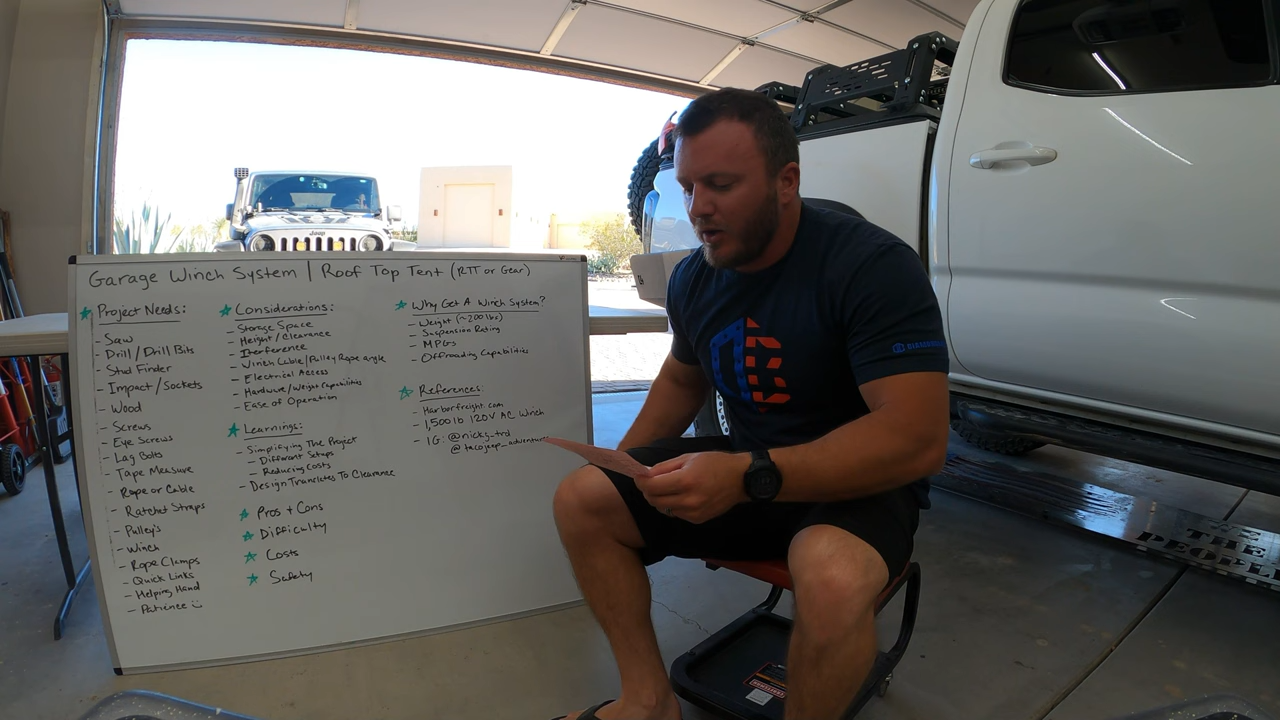 Garage Winch System | Roof Top Tent (RTT or Gear)
Project Needs:
- Saw
- Drill/Drill Bits
- Stud Finder
- Impact/Sockets
- Wood
- Screws
- Eye Screws
- Lag Bolts
- Tape Measure
- Rope or Cable
- Ratchet Straps
- Pulley's
- Winch
- Rope Clamps
- Quick Links
- Helping Hand
- Patience
Considerations:
- Storage Space
- Height/Clearance
- Interference
- Winch Cable/Pulley Rope angle
- Electrical Access
- Hardware/Weight Capabilities
- Ease of Operation
Learnings:
- Simplifying The Project
- Different Setups
- Reducing Costs
- Design Translates To Clearance
Pros + Cons
Difficulty
Costs
Safety
Why Get A Winch System?
- Weight (~200 lbs)
- Suspension Rating
- MPGs
- Offroading Capabilities
References:
- Harborfreight.com
- 1,500 lb 120V AC Winch
- IG: @nicky-trd
@tacojeep_adventures
Jeep
THE
PEOPLE